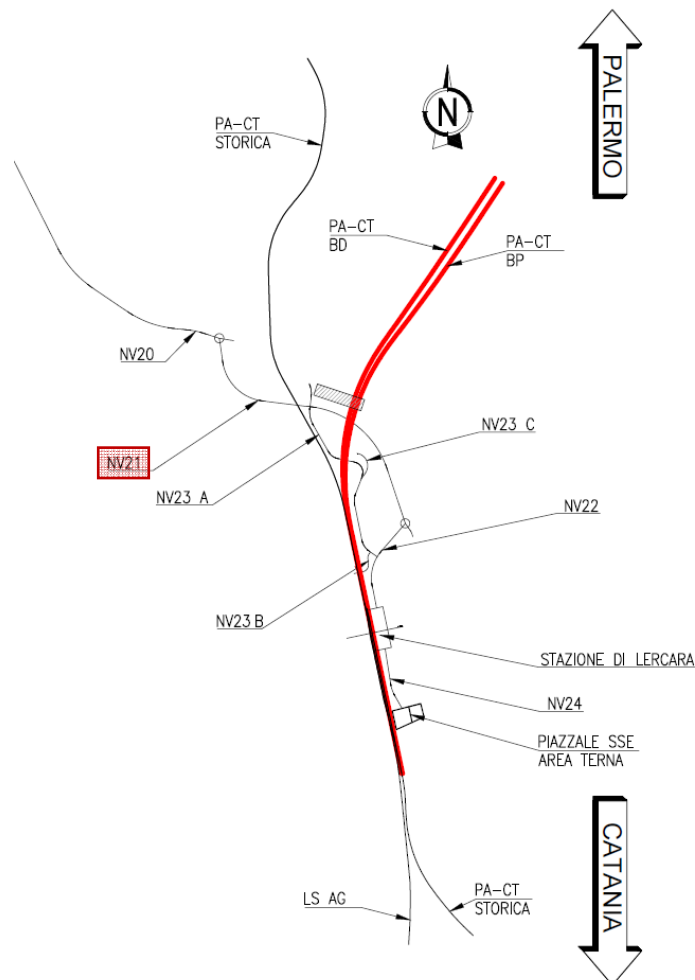 PALERMO
N
PA-CT
STORICA
PA-CT
BD
PA-CT
BP
NV20
NV23 C
NV21
NV23 A
NV22
NV23 B
STAZIONE DI LERCARA
NV24
PIAZZALE SSE
AREA TERNA
CATANIA
LS AG
PA-CT
STORICA